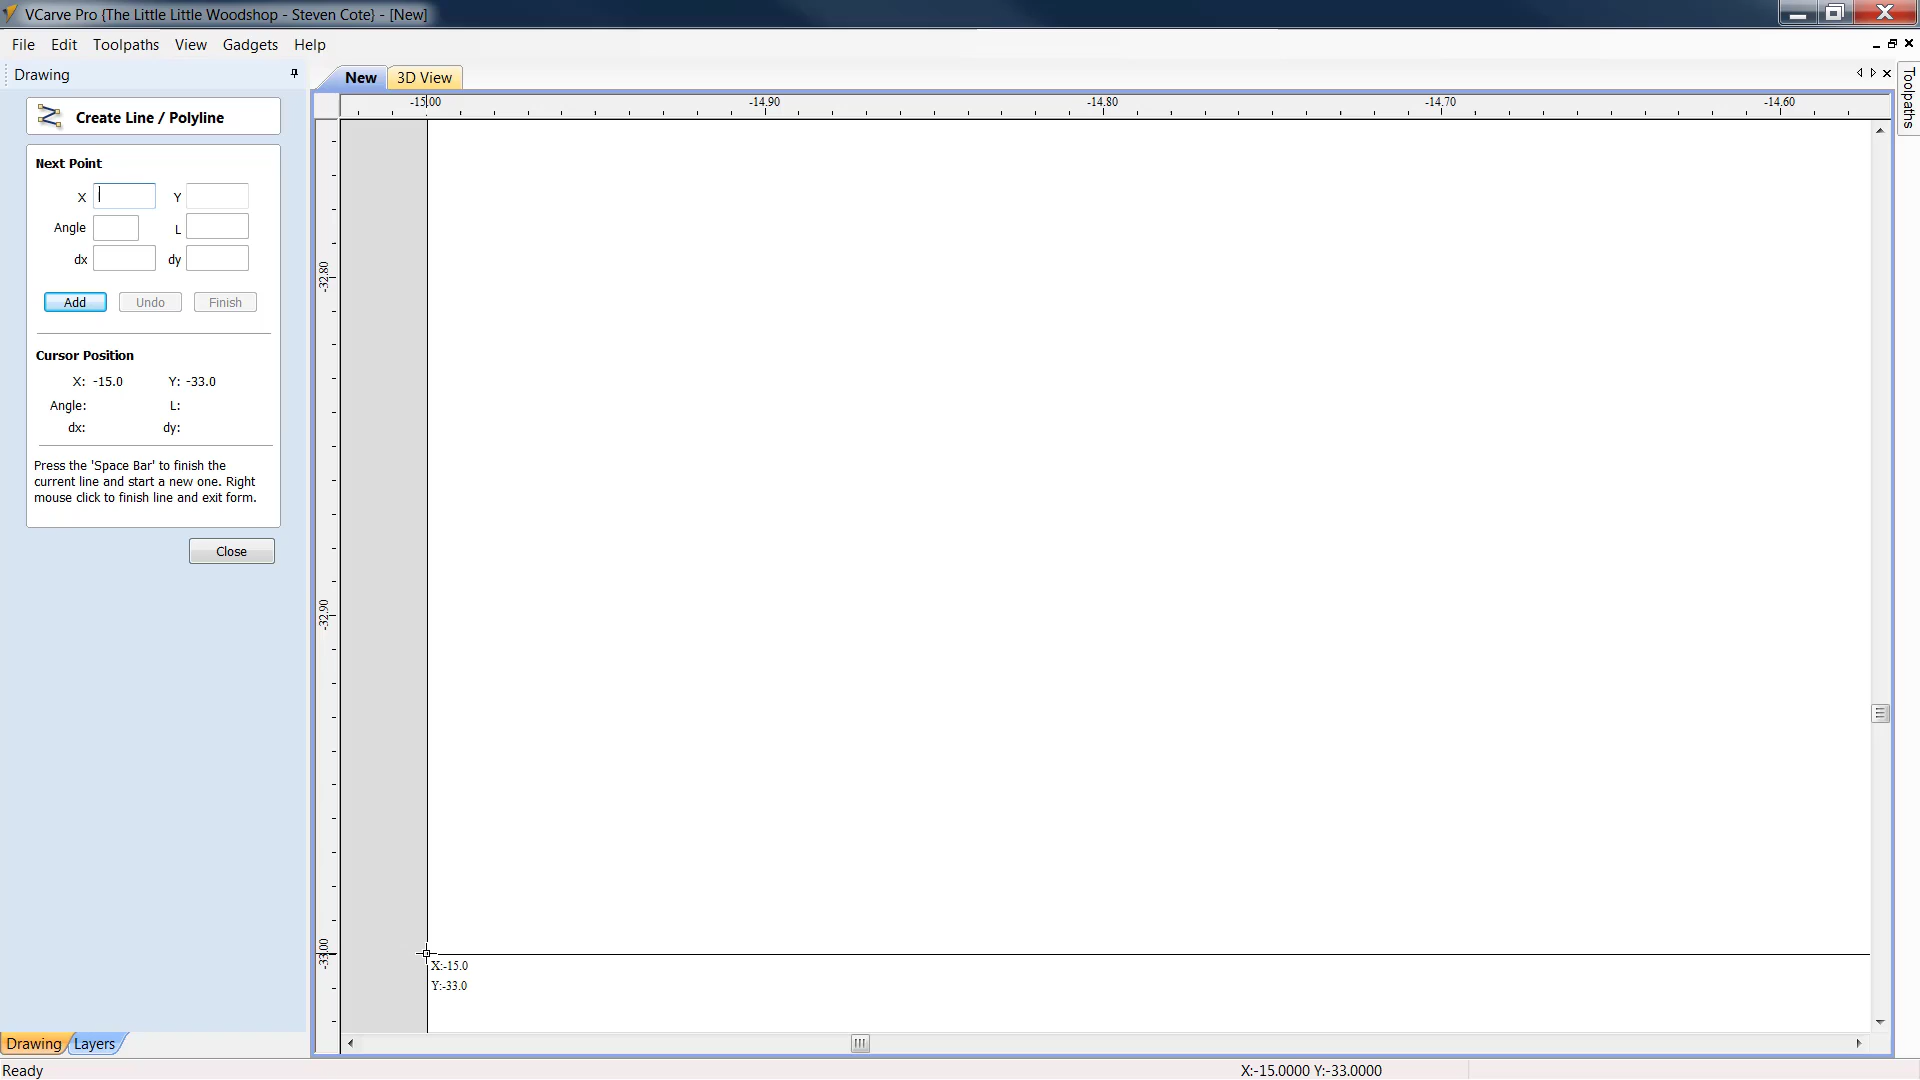 VCarve Pro {The Little Little Woodshop - Steven Cote} - [New]
File Edit Toolpaths View Gadgets Help
Drawing
New 3D View
Toolpaths
Create Line / Polyline
Next Point
X Y
Angle L
dx dy
Add Undo Finish
Cursor Position
X: -15.0 Y: -33.0
Angle: L:
dx: dy:
Press the 'Space Bar' to finish the
current line and start a new one. Right
mouse click to finish line and exit form.
Close
-15.00 -14.90 -14.80 -14.70 -14.60
-32.80
-32.90
-33.00
X:-15.0
Y:-33.0
Drawing Layers
Ready X:-15.0000 Y:-33.0000